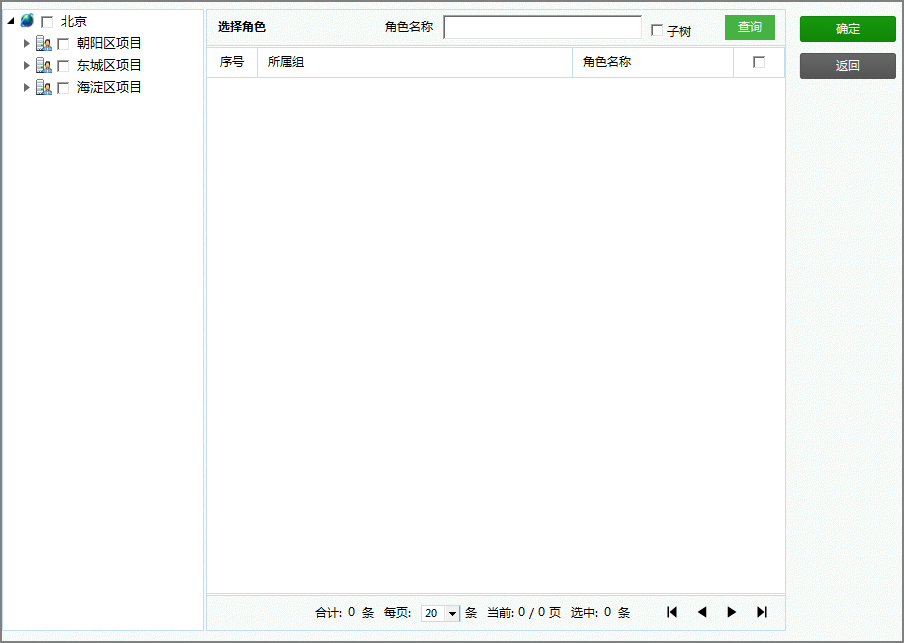 北京
朝阳区项目
东城区项目
海淀区项目
选择角色 角色名称 子树 查询
序号 所属组 角色名称
合计: 0 条 每页: 20 条 当前: 0 / 0 页 选中: 0 条
确定
返回